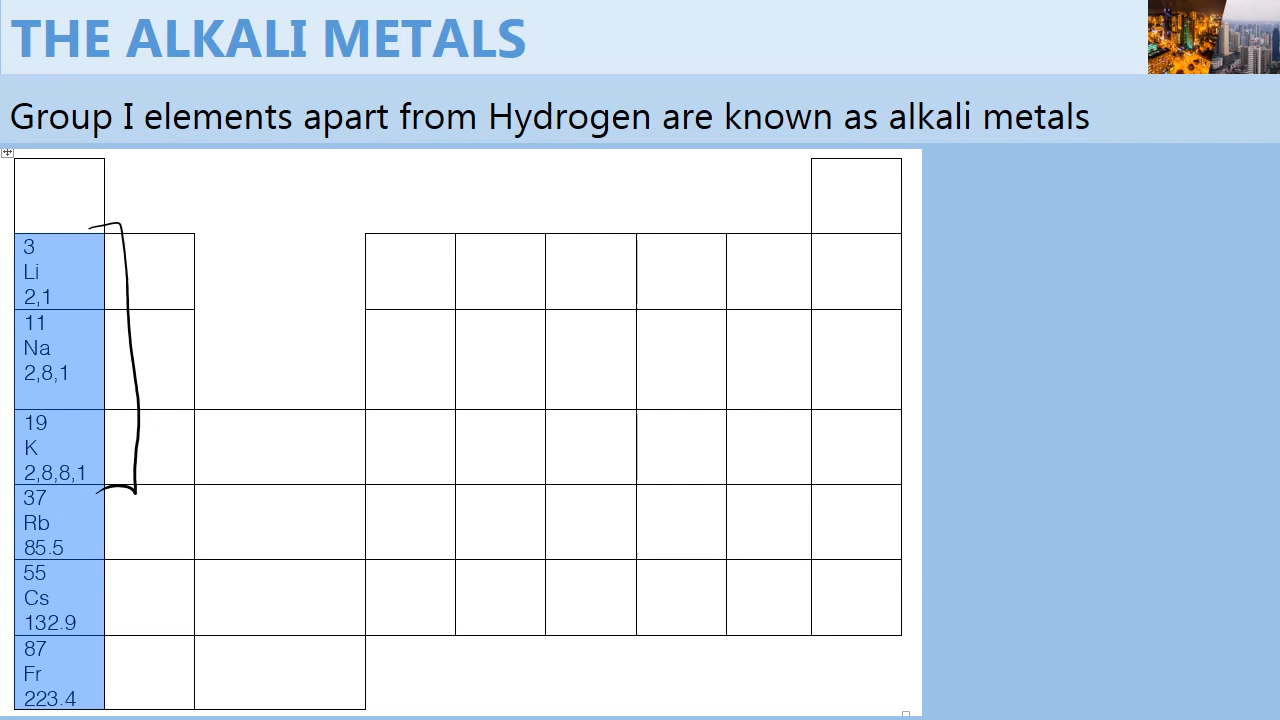 THE ALKALI METALS
Group I elements apart from Hydrogen are known as alkali metals
3
Li
2,1
11
Na
2,8,1
19
K
2,8,8,1
37
Rb
85.5
55
Cs
132.9
87
Fr
223.4